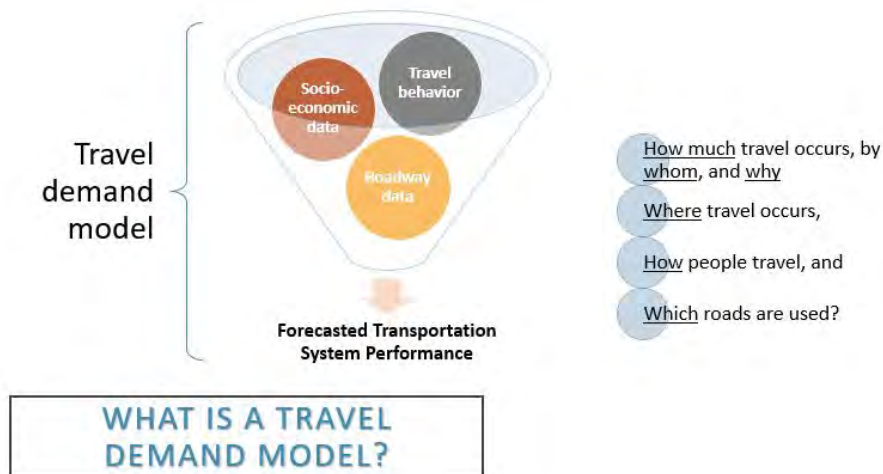 Travel
demand
model
Socio-
economic
data
Travel
behavior
Roadway
data
Forecasted Transportation
System Performance
How much travel occurs, by
whom, and why
Where travel occurs,
How people travel, and
Which roads are used?
WHAT IS A TRAVEL
DEMAND MODEL?